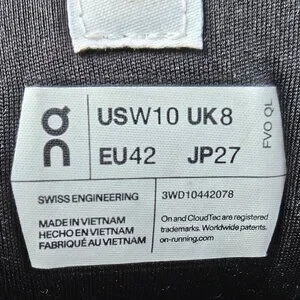 on
USW10 UK8
EU42 JP27
FVO QL
SWISS ENGINEERING
3WD10442078
MADE IN VIETNAM
HECHO EN VIETNAM
FABRIQUÉ AU VIETNAM
On and CloudTec are registered
trademarks. Worldwide patents.
on-running.com